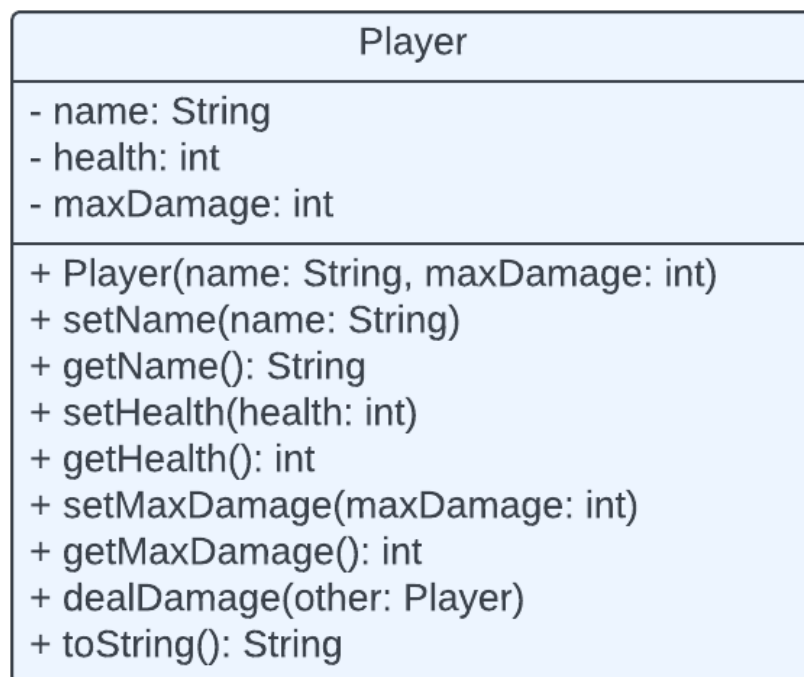 Player
- name: String
- health: int
- maxDamage: int
+ Player(name: String, maxDamage: int)
+ setName(name: String)
+ getName(): String
+ setHealth(health: int)
+ getHealth(): int
+ setMaxDamage(maxDamage: int)
+ getMaxDamage(): int
+ dealDamage(other: Player)
+ toString(): String